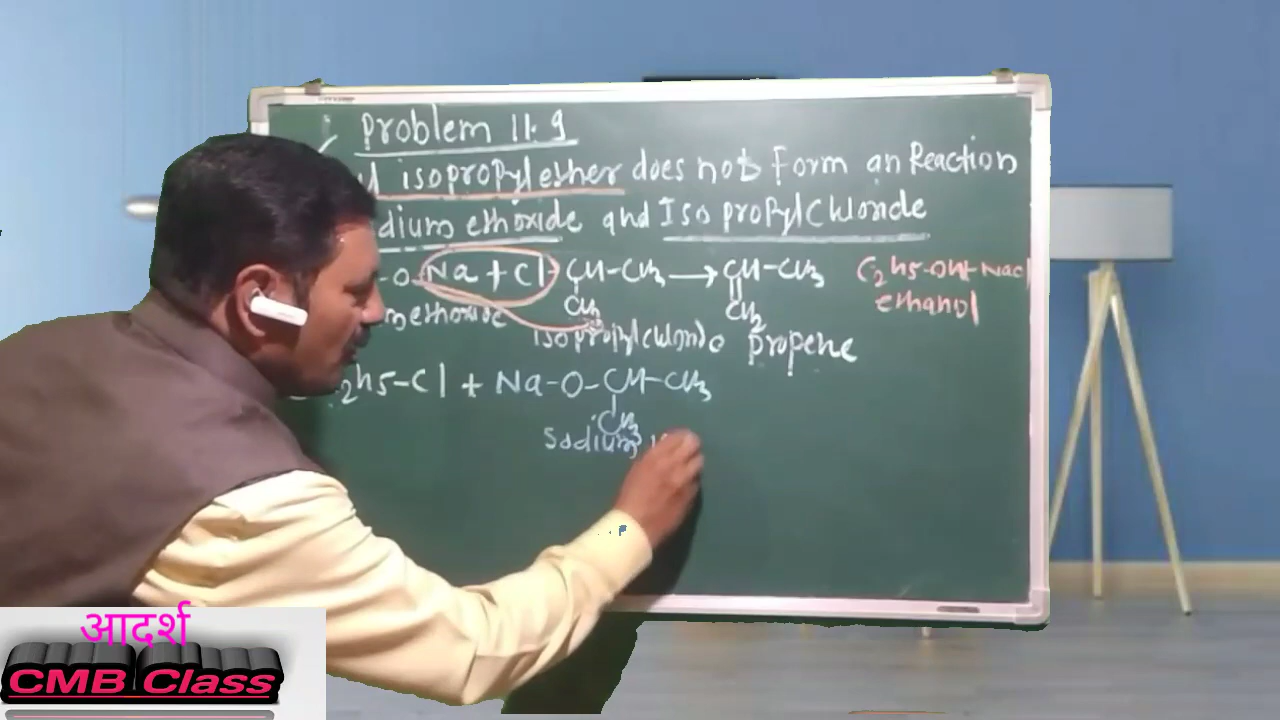 Problem 11.9
isopropylether does not Form an Reaction
dium ethoxide and Iso propylchloride
-O-Na + Cl-CH-CH3 → CH-CH3 C2H5-OH+NaCl
CH3 CH2 ethanol
methoxide isopropylchloride propene
2H5-Cl + Na-O-CH-CH3
CH3
Sodium is
आदर्श
CMB Class